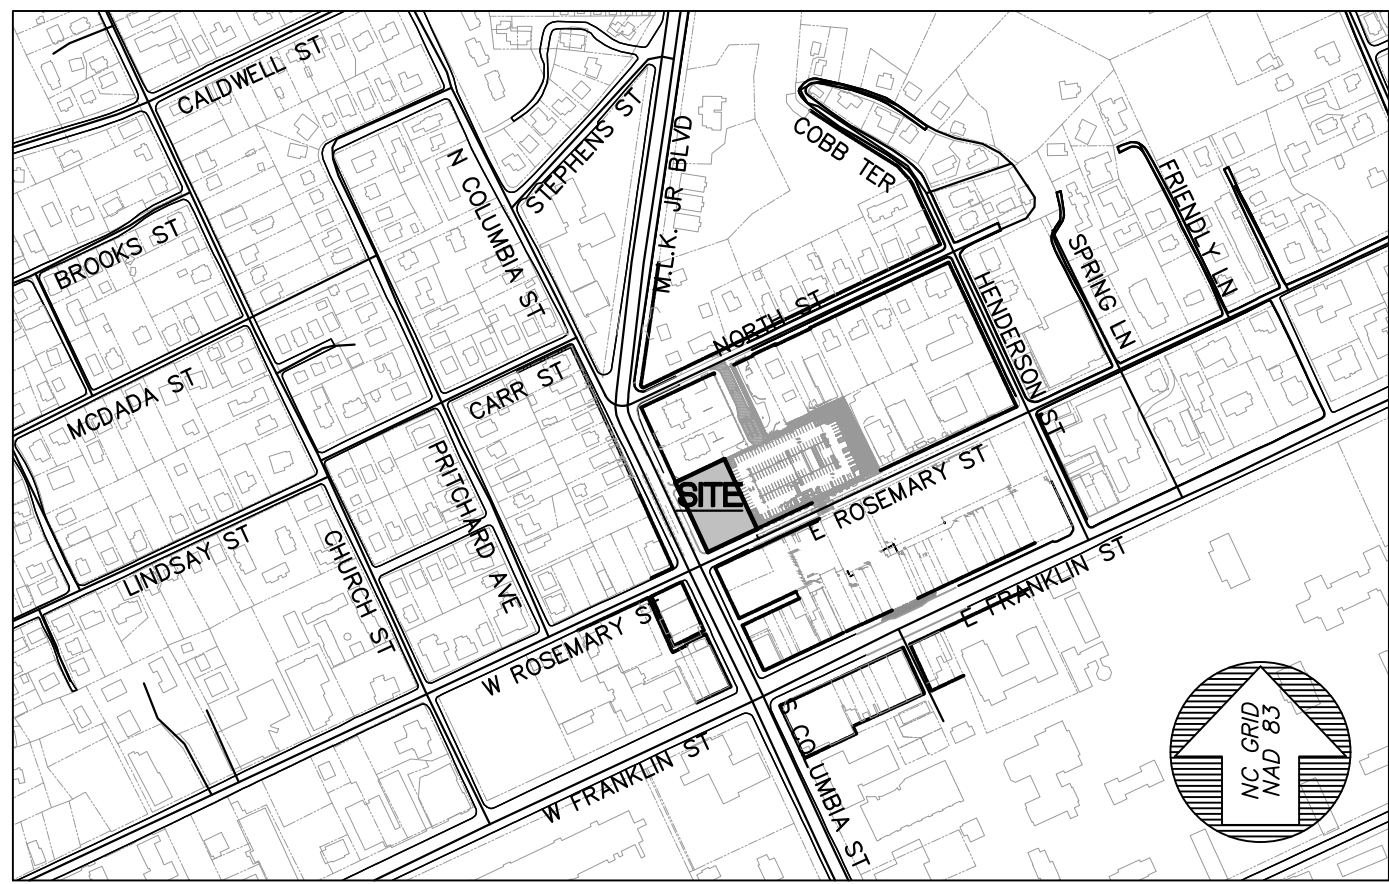 CALDWELL ST
STEPHENS ST
M.L.K. JR BLVD
COBB TER
N COLUMBIA ST
FRIENDLY LN
BROOKS ST
SPRING LN
HENDERSON ST
NORTH ST
MCDADA ST
CARR ST
PRITCHARD AVE
SITE
E ROSEMARY ST
LINDSAY ST
CHURCH ST
E FRANKLIN ST
W ROSEMARY ST
S COLUMBIA ST
W FRANKLIN ST
NC GRID
NAD 83